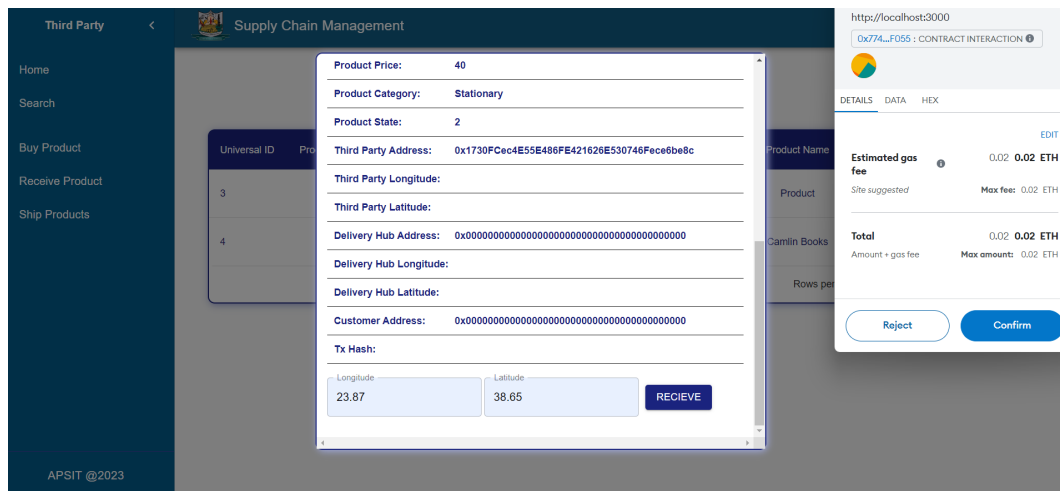 Third Party <
Supply Chain Management
Home
Search
Buy Product
Receive Product
Ship Products
APSIT @2023
Universal ID Pro Product Name
3 Product
4 Camlin Books
Rows per
Product Price: 40
Product Category: Stationary
Product State: 2
Third Party Address: 0x1730FCec4E55E486FE421626E530746Fece6be8c
Third Party Longitude:
Third Party Latitude:
Delivery Hub Address: 0x0000000000000000000000000000000000000000
Delivery Hub Longitude:
Delivery Hub Latitude:
Customer Address: 0x0000000000000000000000000000000000000000
Tx Hash:
Longitude Latitude
23.87 38.65 RECIEVE
http://localhost:3000
0x774...F055 : CONTRACT INTERACTION
DETAILS DATA HEX
EDIT
Estimated gas fee 0.02 0.02 ETH
Site suggested Max fee: 0.02 ETH
Total 0.02 0.02 ETH
Amount + gas fee Max amount: 0.02 ETH
Reject Confirm